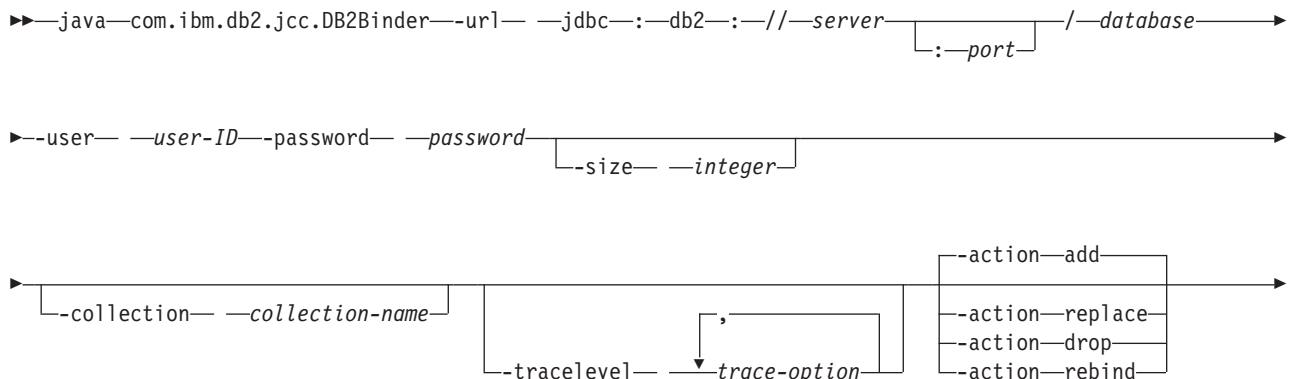 java com.ibm.db2.jcc.DB2Binder -url jdbc : db2 : // server / database
: port
-user user-ID -password password
-size integer
-action add
-collection collection-name , -action replace
-action drop
-tracelevel trace-option -action rebind